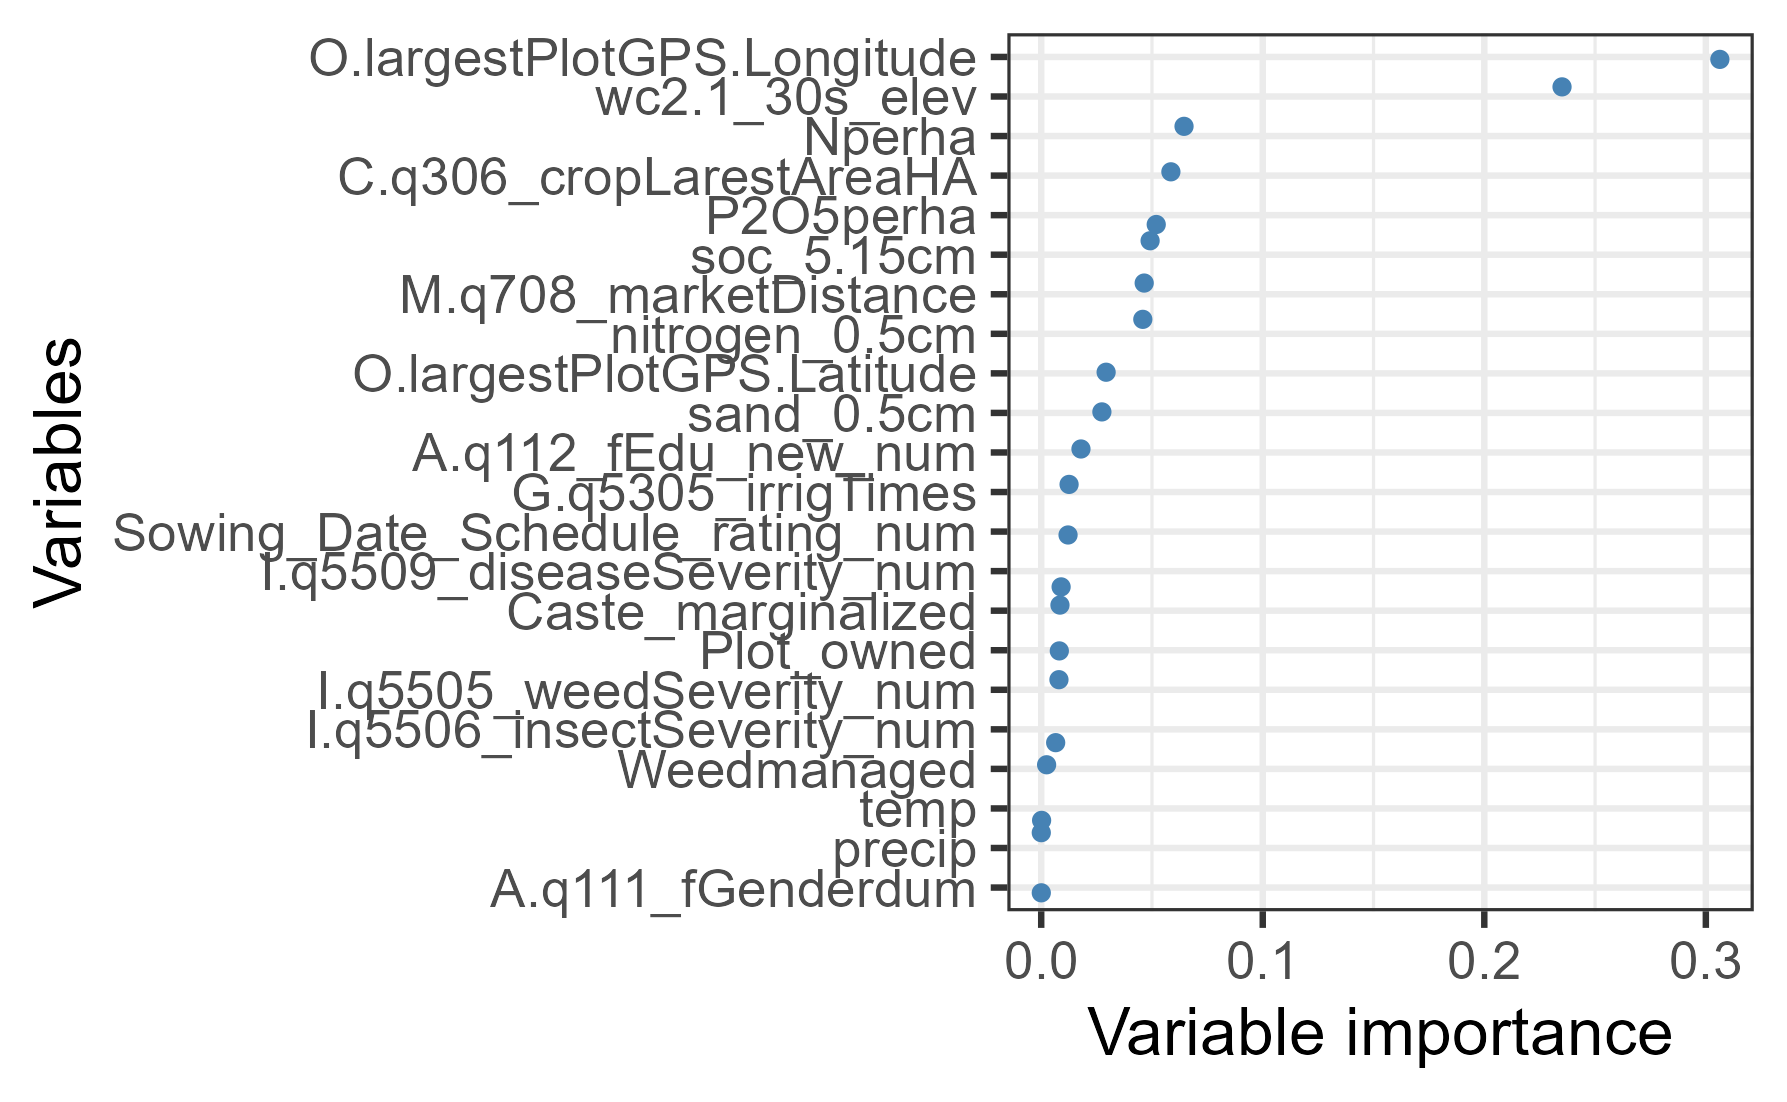 O.largestPlotGPS.Longitude
wc2.1_30s_elev
Nperha
C.q306_cropLarestAreaHA
P2O5perha
soc_5.15cm
M.q708_marketDistance
nitrogen_0.5cm
O.largestPlotGPS.Latitude
sand_0.5cm
A.q112_fEdu_new_num
G.q5305_irrigTimes
Sowing_Date_Schedule_rating_num
I.q5509_diseaseSeverity_num
Caste_marginalized
Plot_owned
I.q5505_weedSeverity_num
I.q5506_insectSeverity_num
Weedmanaged
temp
precip
A.q111_fGenderdum
Variables
0.0 0.1 0.2 0.3
Variable importance